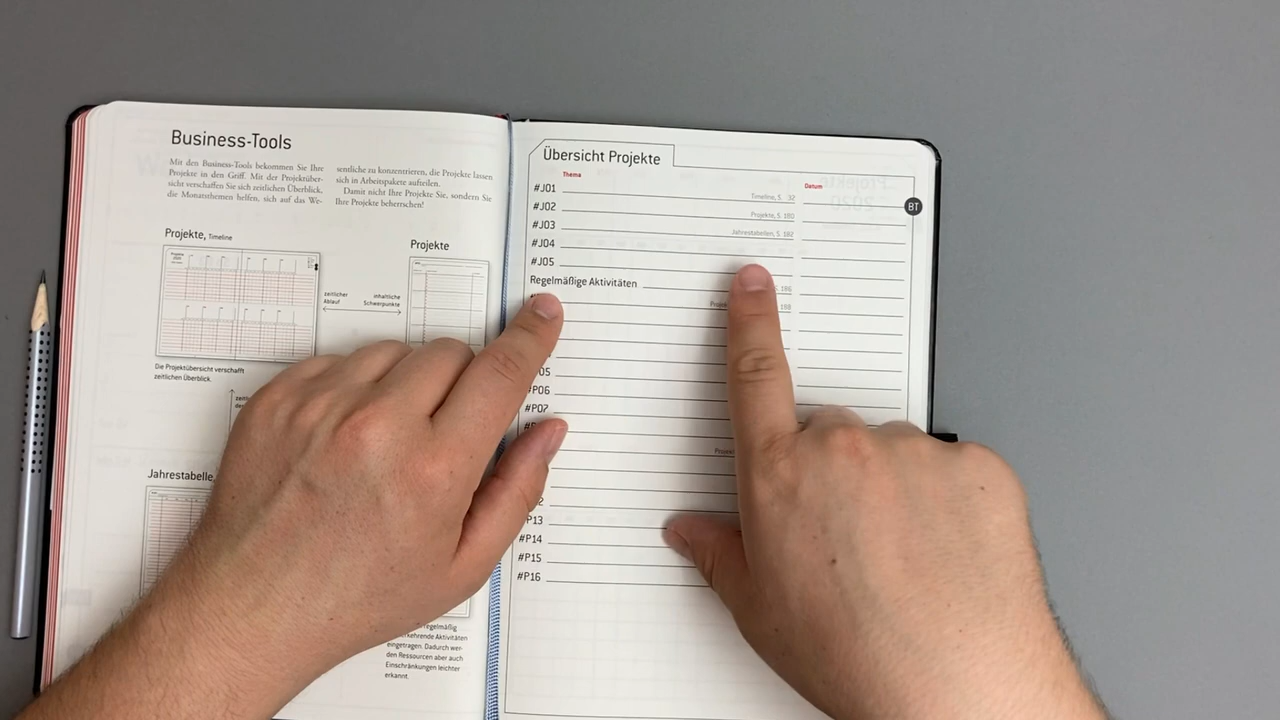 Business-Tools
Mit den Business-Tools bekommen Sie Ihre
Projekte in den Griff. Mit der Projektüber-
sicht verschaffen Sie sich zeitlichen Überblick,
die Monatsthemen helfen, sich auf das We-
sentliche zu konzentrieren, die Projekte lassen
sich in Arbeitspakete aufteilen.
Damit nicht Ihre Projekte Sie, sondern Sie
Ihre Projekte beherrschen!
Projekte, Timeline
Projekte
zeitlicher
Ablauf
inhaltliche
Schwerpunkte
Die Projektübersicht verschafft
zeitlichen Überblick.
Jahrestabelle
regelmäßig
kehrende Aktivitäten
eingetragen. Dadurch wer-
den Ressourcen aber auch
Einschränkungen leichter
erkannt.
Übersicht Projekte
Thema
Datum
#J01
Timeline, S. 32
#J02
Projekte, S. 180
#J03
Jahrestabellen, S. 182
#J04
#J05
Regelmäßige Aktivitäten
S. 186
188
05
#P06
#P07
#P13
#P14
#P15
#P16
BT